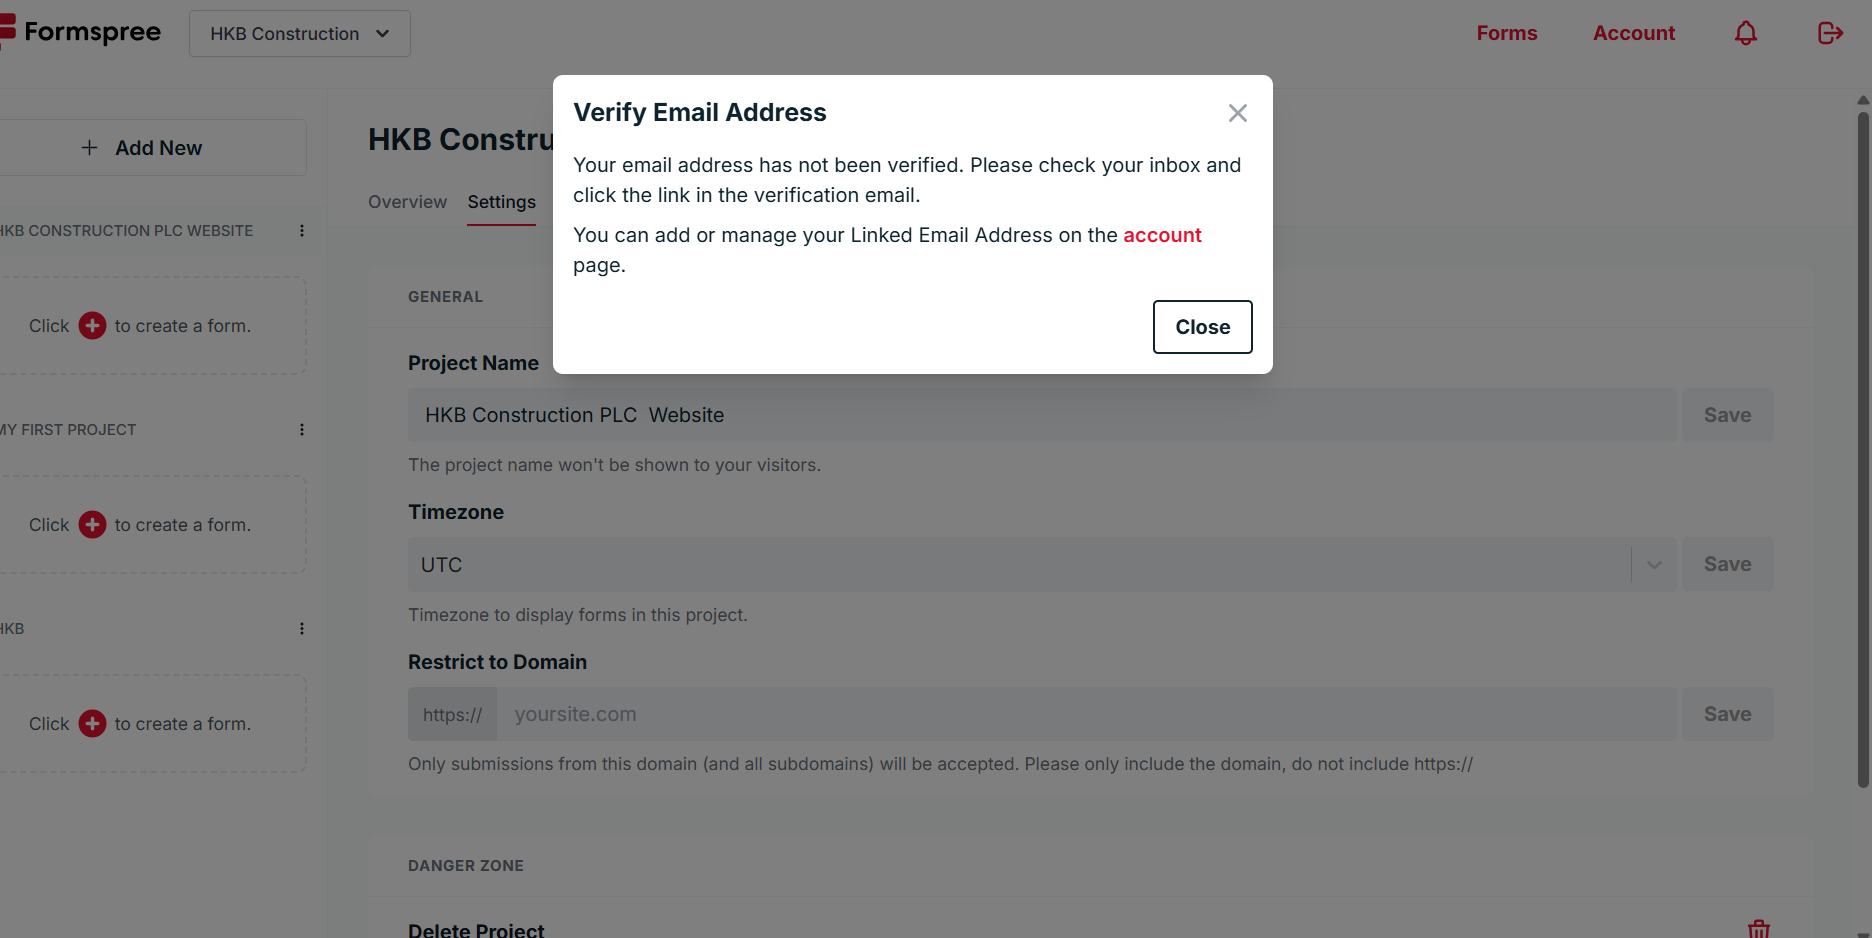 Formspree
HKB Construction
Forms
Account
Verify Email Address
Your email address has not been verified. Please check your inbox and
click the link in the verification email.
You can add or manage your Linked Email Address on the account
page.
Close
Add New
HKB CONSTRUCTION PLC WEBSITE
Click + to create a form.
MY FIRST PROJECT
Click + to create a form.
HKB
Click + to create a form.
HKB Constru
Overview Settings
GENERAL
Project Name
HKB Construction PLC  Website
Save
The project name won't be shown to your visitors.
Timezone
UTC
Save
Timezone to display forms in this project.
Restrict to Domain
https:// yoursite.com
Save
Only submissions from this domain (and all subdomains) will be accepted. Please only include the domain, do not include https://
DANGER ZONE
Delete Project